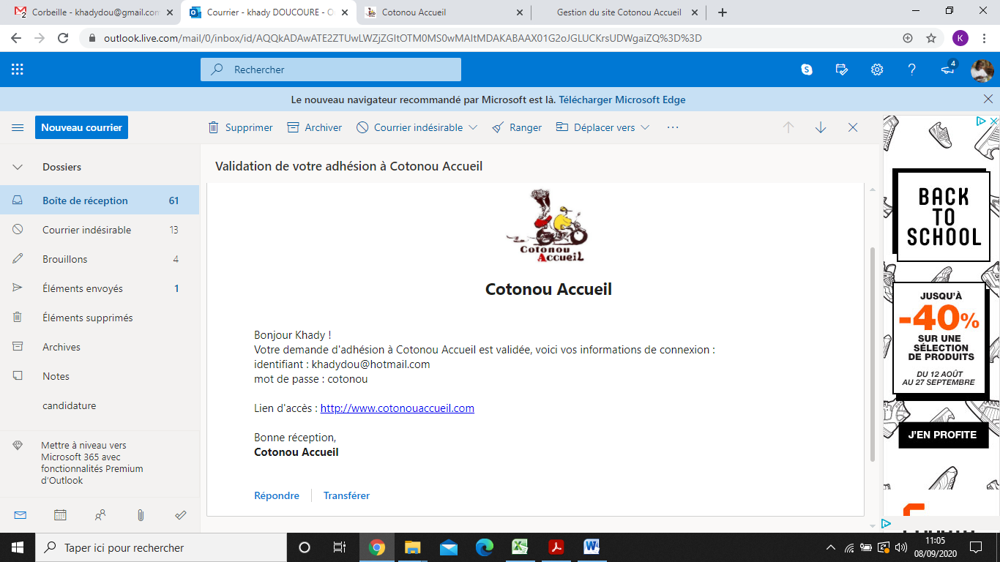 Corbeille - khadydou@gmail.com
Courrier - khady DOUCOURE - O
Cotonou Accueil
Gestion du site Cotonou Accueil
outlook.live.com/mail/0/inbox/id/AQQkADAwATE2ZTUwLWZjZGItOTM0MS0wMAItMDAKABAAX01G2oJGLUCKrsUDWgaiZQ%3D%3D
K
Rechercher
4
Le nouveau navigateur recommandé par Microsoft est là. Télécharger Microsoft Edge
Nouveau courrier
Supprimer
Archiver
Courrier indésirable
Ranger
Déplacer vers
Dossiers
Boîte de réception 61
Courrier indésirable 13
Brouillons 4
Éléments envoyés 1
Éléments supprimés
Archives
Notes
candidature
Mettre à niveau vers
Microsoft 365 avec
fonctionnalités Premium
d'Outlook
Validation de votre adhésion à Cotonou Accueil
Cotonou
Accueil
Cotonou Accueil
Bonjour Khady !
Votre demande d'adhésion à Cotonou Accueil est validée, voici vos informations de connexion :
identifiant : khadydou@hotmail.com
mot de passe : cotonou
Lien d'accès : http://www.cotonouaccueil.com
Bonne réception,
Cotonou Accueil
Répondre
Transférer
BACK
TO
SCHOOL
JUSQU'À
-40%
SUR UNE
SÉLECTION
DE PRODUITS
DU 12 AOÛT
AU 27 SEPTEMBRE
J'EN PROFITE
Taper ici pour rechercher
11:05
08/09/2020